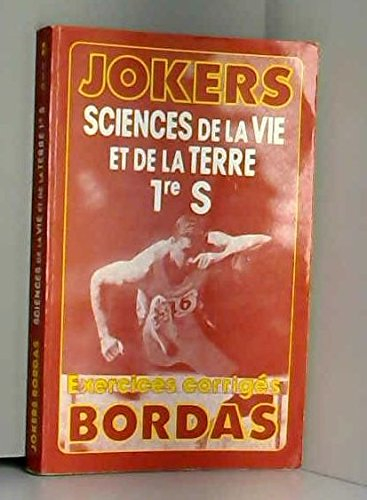 JOKERS
SCIENCES DE LA VIE
ET DE LA TERRE
1re S
16
Exercices corrigés
BORDAS
JOKERS BORDAS SCIENCES DE LA VIE ET DE LA TERRE 1re S